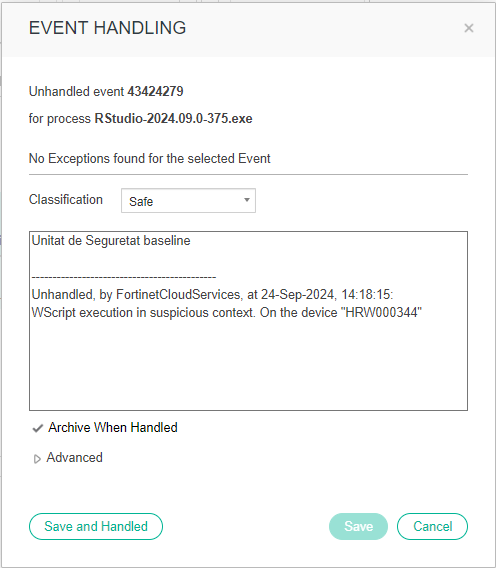 EVENT HANDLING
×
Unhandled event 43424279
for process RStudio-2024.09.0-375.exe
No Exceptions found for the selected Event
Classification
Safe
Unitat de Seguretat baseline
--------------------------------------------
Unhandled, by FortinetCloudServices, at 24-Sep-2024, 14:18:15:
WScript execution in suspicious context. On the device "HRW000344"
Archive When Handled
Advanced
Save and Handled
Save
Cancel